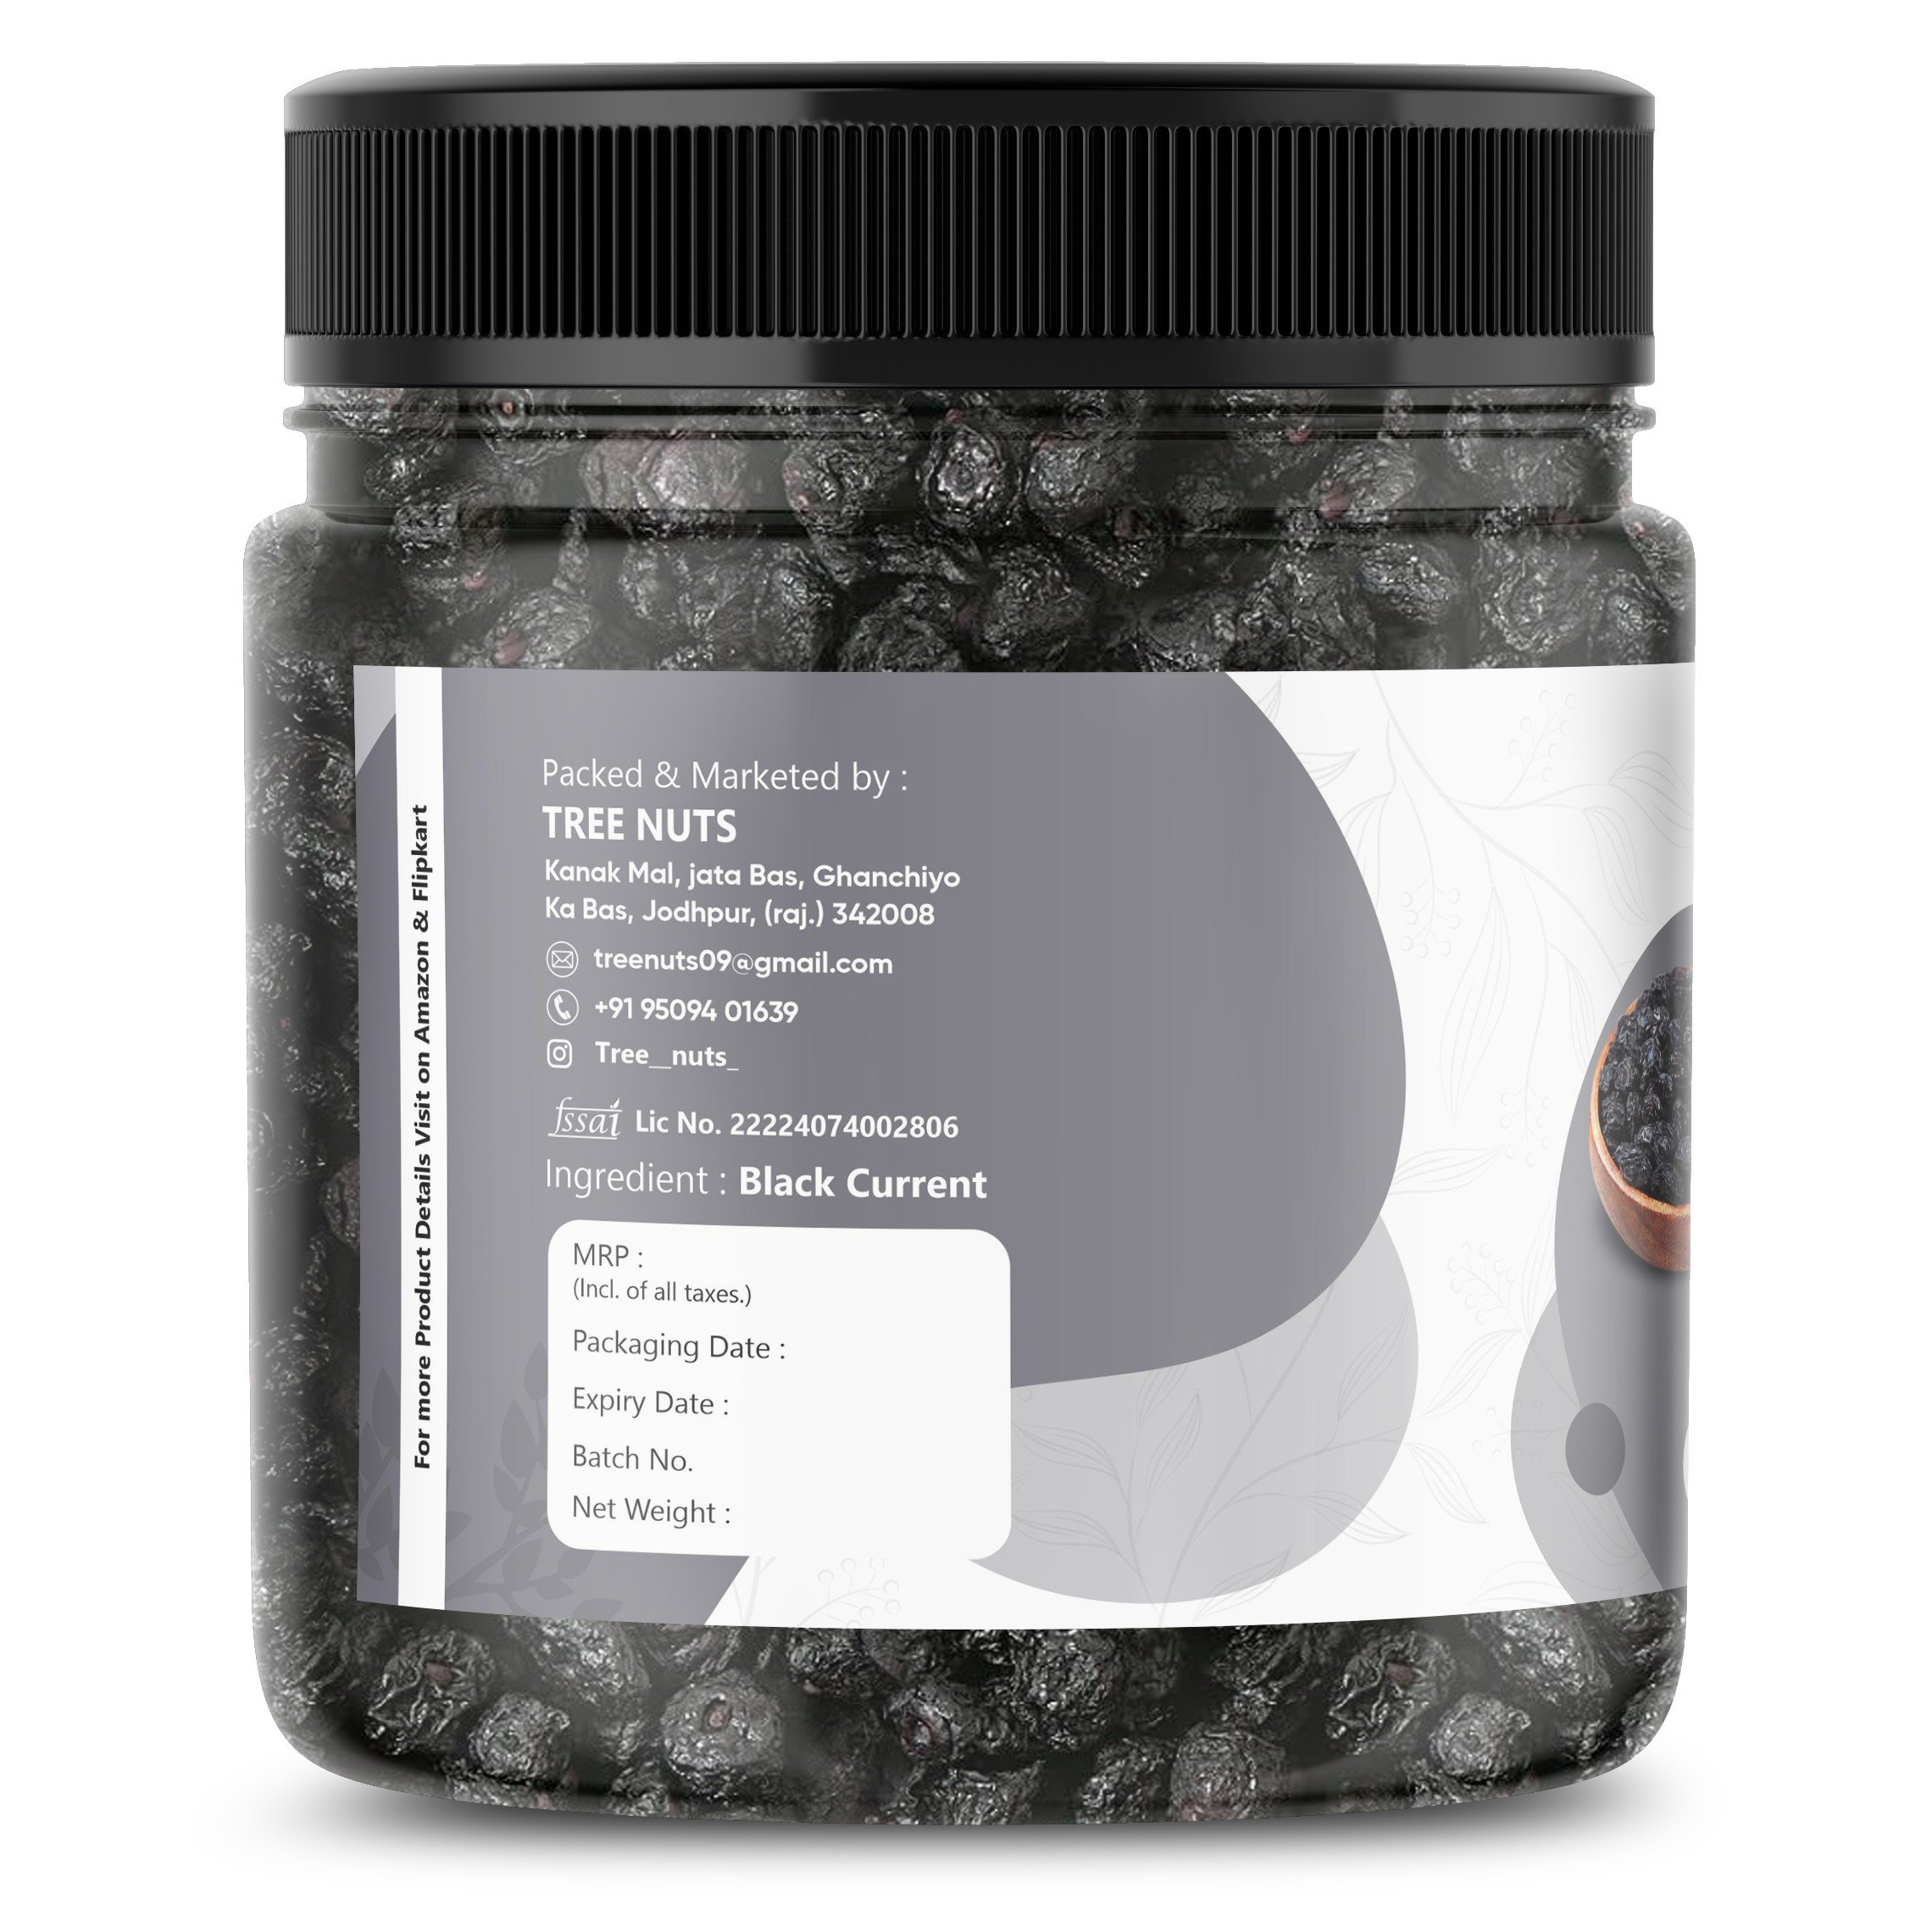 Packed & Marketed by :
TREE NUTS
Kanak Mal, jata Bas, Ghanchiyo
Ka Bas, Jodhpur, (raj.) 342008
treenuts09@gmail.com
+91 95094 01639
Tree__nuts_
fssai Lic No. 22224074002806
Ingredient : Black Current
MRP :
(Incl. of all taxes.)
Packaging Date :
Expiry Date :
Batch No.
Net Weight :
For more Product Details Visit on Amazon & Flipkart